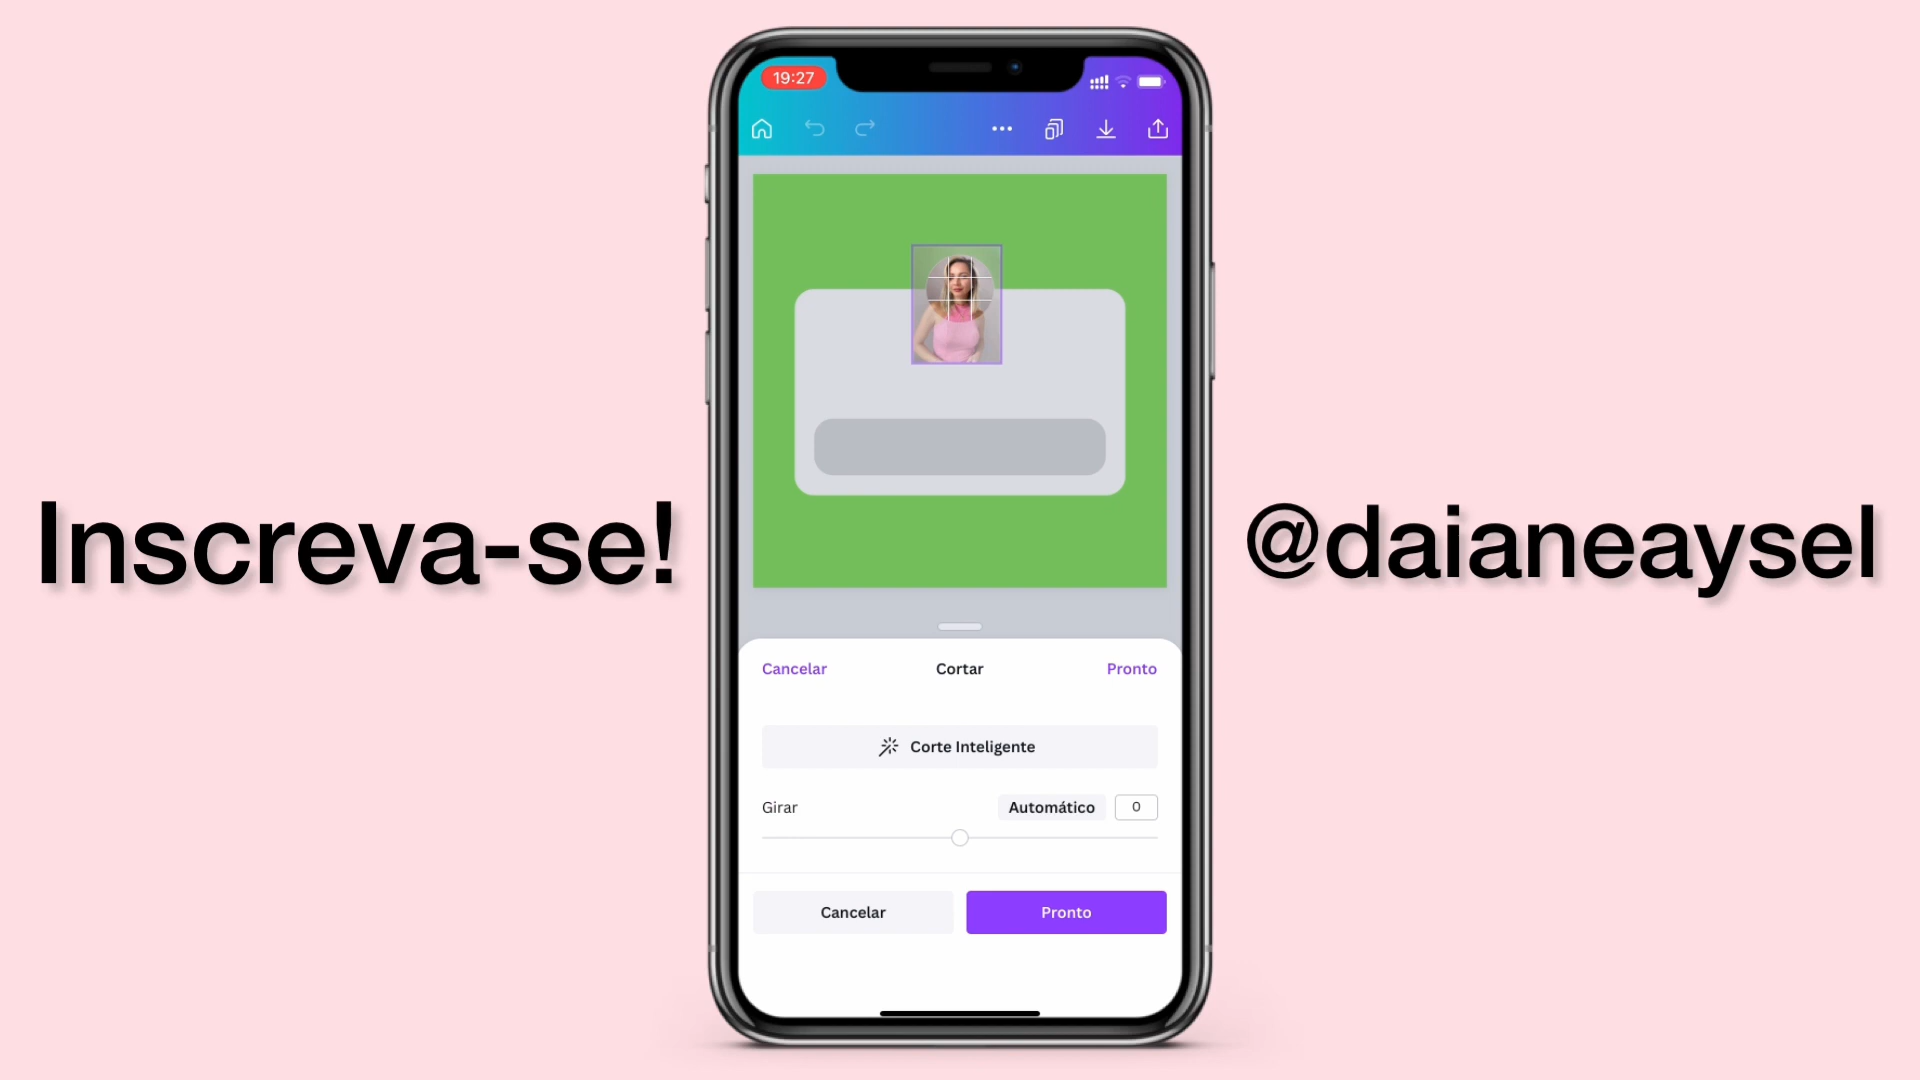 19:27
Inscreva-se!
@daianeaysel
Cancelar
Cortar
Pronto
Corte Inteligente
Girar
Automático
0
Cancelar
Pronto